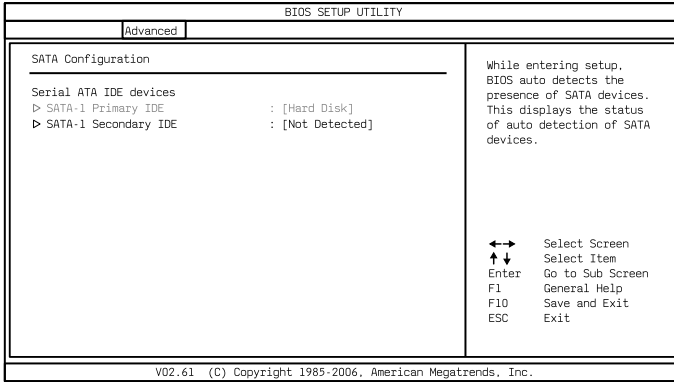 BIOS SETUP UTILITY
Advanced
SATA Configuration
Serial ATA IDE devices
▷ SATA-1 Primary IDE : [Hard Disk]
▷ SATA-1 Secondary IDE : [Not Detected]
While entering setup,
BIOS auto detects the
presence of SATA devices.
This displays the status
of auto detection of SATA
devices.
←→ Select Screen
↑↓ Select Item
Enter Go to Sub Screen
F1 General Help
F10 Save and Exit
ESC Exit
V02.61 (C) Copyright 1985-2006, American Megatrends, Inc.